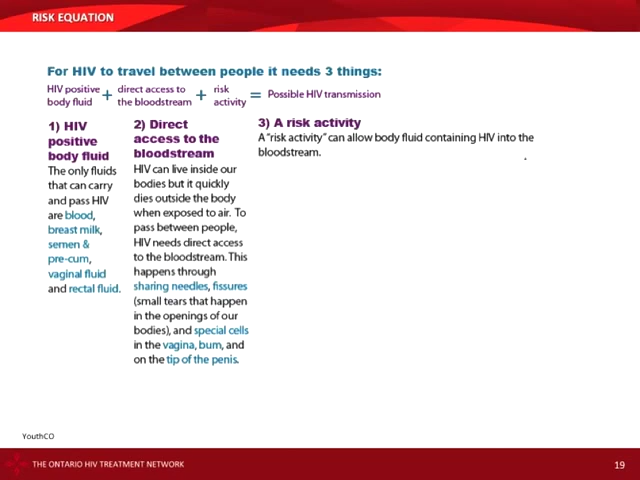 RISK EQUATION
For HIV to travel between people it needs 3 things:
HIV positive body fluid + direct access to the bloodstream + risk activity = Possible HIV transmission
1) HIV
positive
body fluid
The only fluids
that can carry
and pass HIV
are blood,
breast milk,
semen &
pre-cum,
vaginal fluid
and rectal fluid.
2) Direct
access to the
bloodstream
HIV can live inside our
bodies but it quickly
dies outside the body
when exposed to air. To
pass between people,
HIV needs direct access
to the bloodstream. This
happens through
sharing needles, fissures
(small tears that happen
in the openings of our
bodies), and special cells
in the vagina, bum, and
on the tip of the penis.
3) A risk activity
A "risk activity" can allow body fluid containing HIV into the
bloodstream.
YouthCO
THE ONTARIO HIV TREATMENT NETWORK
19